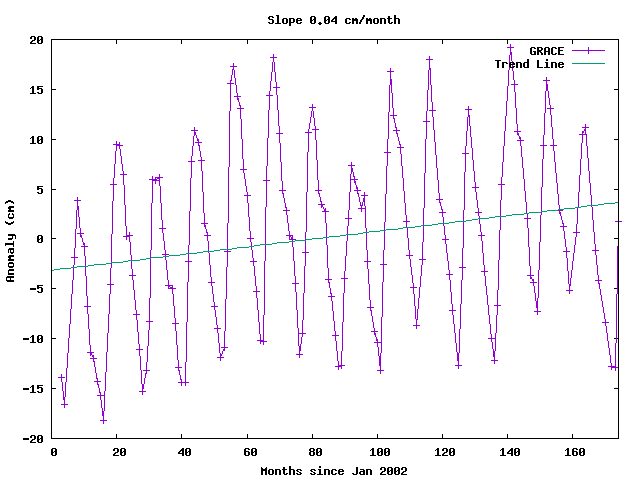 Slope 0.04 cm/month
GRACE
Trend Line
20
15
10
5
0
-5
-10
-15
-20
Anomaly (cm)
0 20 40 60 80 100 120 140 160
Months since Jan 2002